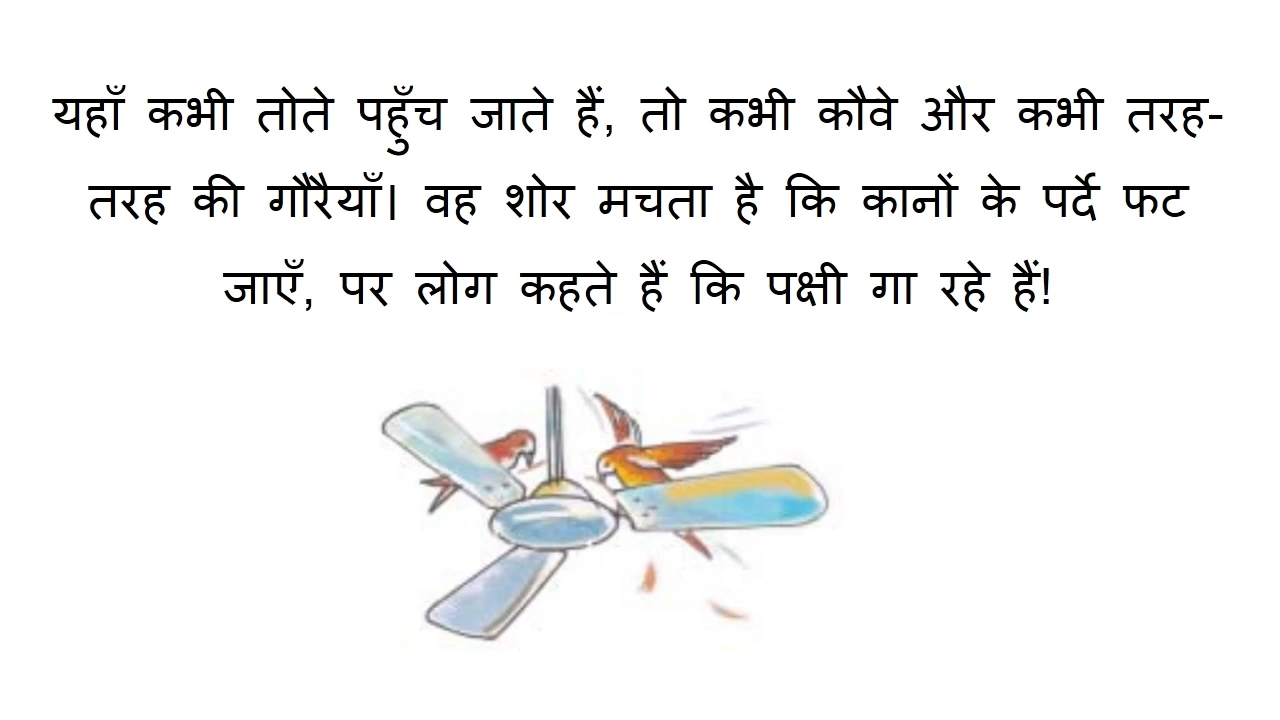 यहाँ कभी तोते पहुँच जाते हैं, तो कभी कौवे और कभी तरह-
तरह की गौरैयाँ। वह शोर मचता है कि कानों के पर्दे फट
जाएँ, पर लोग कहते हैं कि पक्षी गा रहे हैं!